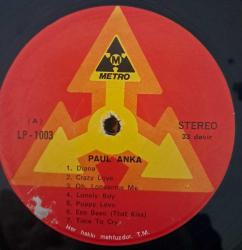 M
METRO
(A)
LP-1003
STEREO
33 devir
PAUL ANKA
1. Diana
2. Crazy Love
3. Oh, Lonesome Me
4. Lonely Boy
5. Puppy Love
6. Eso Beso (That Kiss)
7. Time To Cry
Her hakkı mahfuzdur. T.M.